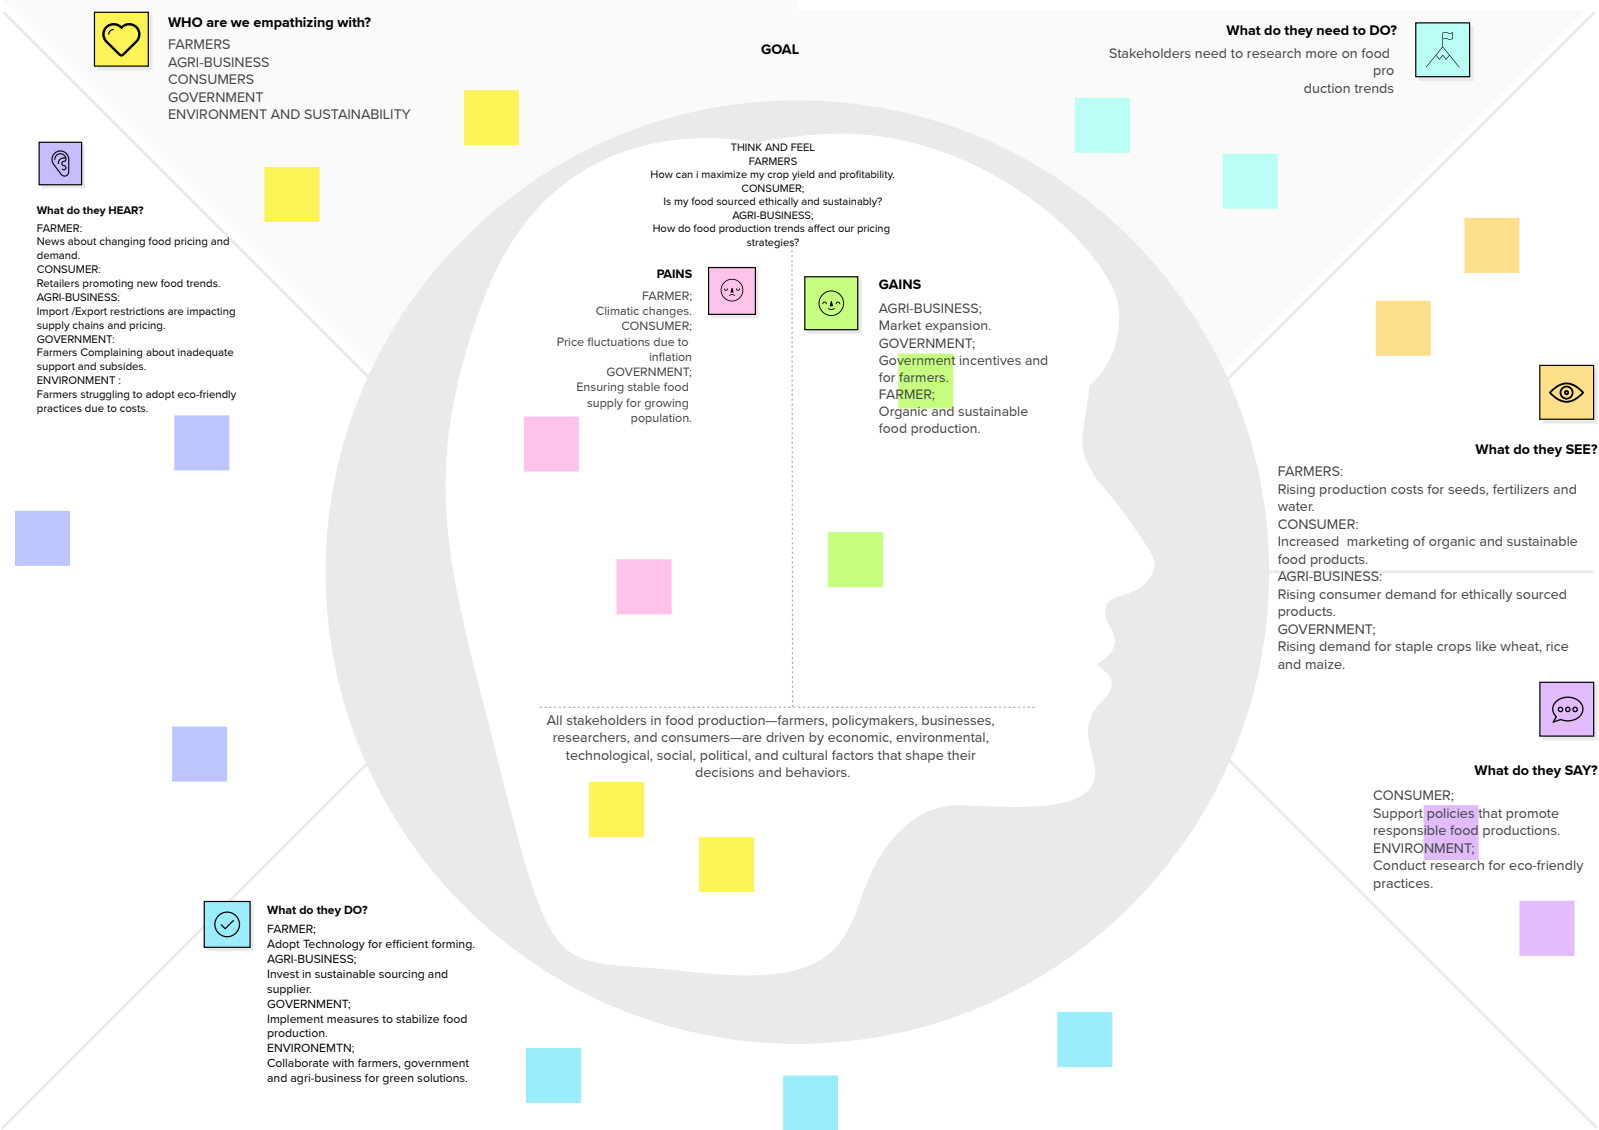 WHO are we empathizing with?
FARMERS
AGRI-BUSINESS
CONSUMERS
GOVERNMENT
ENVIRONMENT AND SUSTAINABILITY
GOAL
What do they need to DO?
Stakeholders need to research more on food
pro
duction trends
What do they HEAR?
FARMER:
News about changing food pricing and
demand.
CONSUMER:
Retailers promoting new food trends.
AGRI-BUSINESS:
Import /Export restrictions are impacting
supply chains and pricing.
GOVERNMENT:
Farmers Complaining about inadequate
support and subsides.
ENVIRONMENT :
Farmers struggling to adopt eco-friendly
practices due to costs.
THINK AND FEEL
FARMERS
How can i maximize my crop yield and profitability.
CONSUMER;
Is my food sourced ethically and sustainably?
AGRI-BUSINESS;
How do food production trends affect our pricing
strategies?
PAINS
FARMER;
Climatic changes.
CONSUMER;
Price fluctuations due to
inflation
GOVERNMENT;
Ensuring stable food
supply for growing
population.
GAINS
AGRI-BUSINESS;
Market expansion.
GOVERNMENT;
Government incentives and
for farmers.
FARMER;
Organic and sustainable
food production.
What do they SEE?
FARMERS:
Rising production costs for seeds, fertilizers and
water.
CONSUMER:
Increased  marketing of organic and sustainable
food products.
AGRI-BUSINESS:
Rising consumer demand for ethically sourced
products.
GOVERNMENT;
Rising demand for staple crops like wheat, rice
and maize.
All stakeholders in food production—farmers, policymakers, businesses,
researchers, and consumers—are driven by economic, environmental,
technological, social, political, and cultural factors that shape their
decisions and behaviors.
What do they SAY?
CONSUMER;
Support policies that promote
responsible food productions.
ENVIRONMENT;
Conduct research for eco-friendly
practices.
What do they DO?
FARMER;
Adopt Technology for efficient forming.
AGRI-BUSINESS;
Invest in sustainable sourcing and
supplier.
GOVERNMENT;
Implement measures to stabilize food
production.
ENVIRONEMTN;
Collaborate with farmers, government
and agri-business for green solutions.